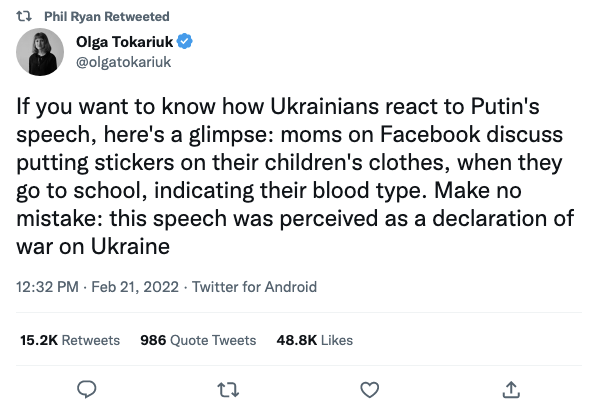 Phil Ryan Retweeted
Olga Tokariuk
@olgatokariuk
If you want to know how Ukrainians react to Putin's
speech, here's a glimpse: moms on Facebook discuss
putting stickers on their children's clothes, when they
go to school, indicating their blood type. Make no
mistake: this speech was perceived as a declaration of
war on Ukraine
12:32 PM · Feb 21, 2022 · Twitter for Android
15.2K Retweets 986 Quote Tweets 48.8K Likes